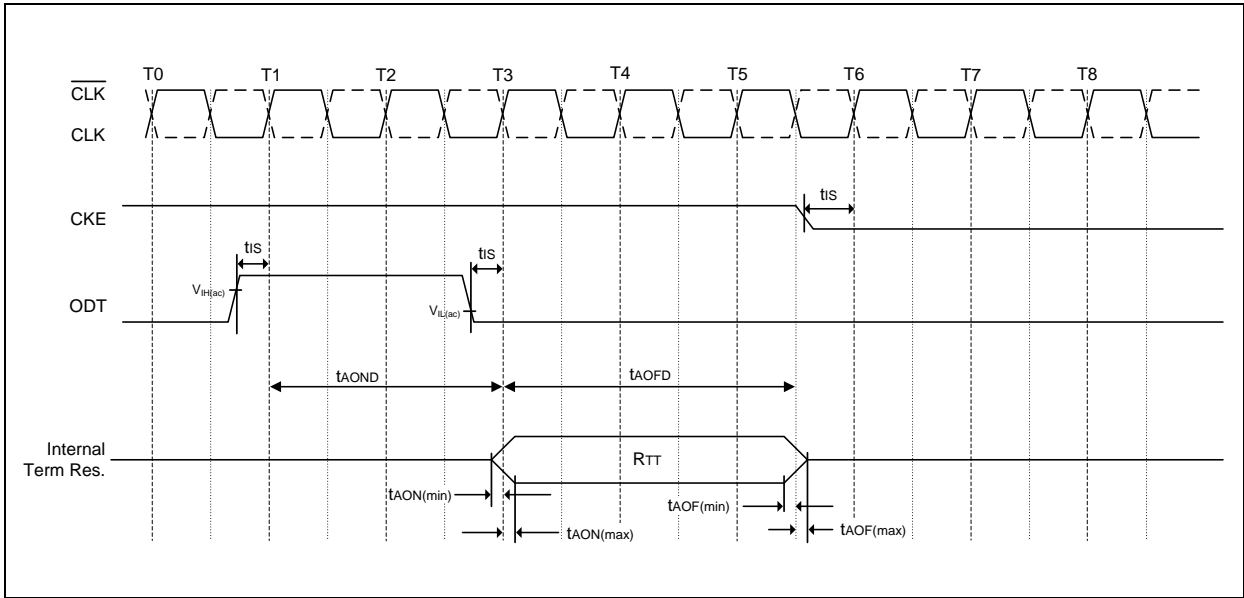 T0 T1 T2 T3 T4 T5 T6 T7 T8
CLK
CLK
tIS
CKE
tIS
tIS
VIH(ac)
ODT
VIL(ac)
tAOND
tAOFD
Internal
Term Res.
RTT
tAON(min)
tAOF(min)
tAON(max)
tAOF(max)